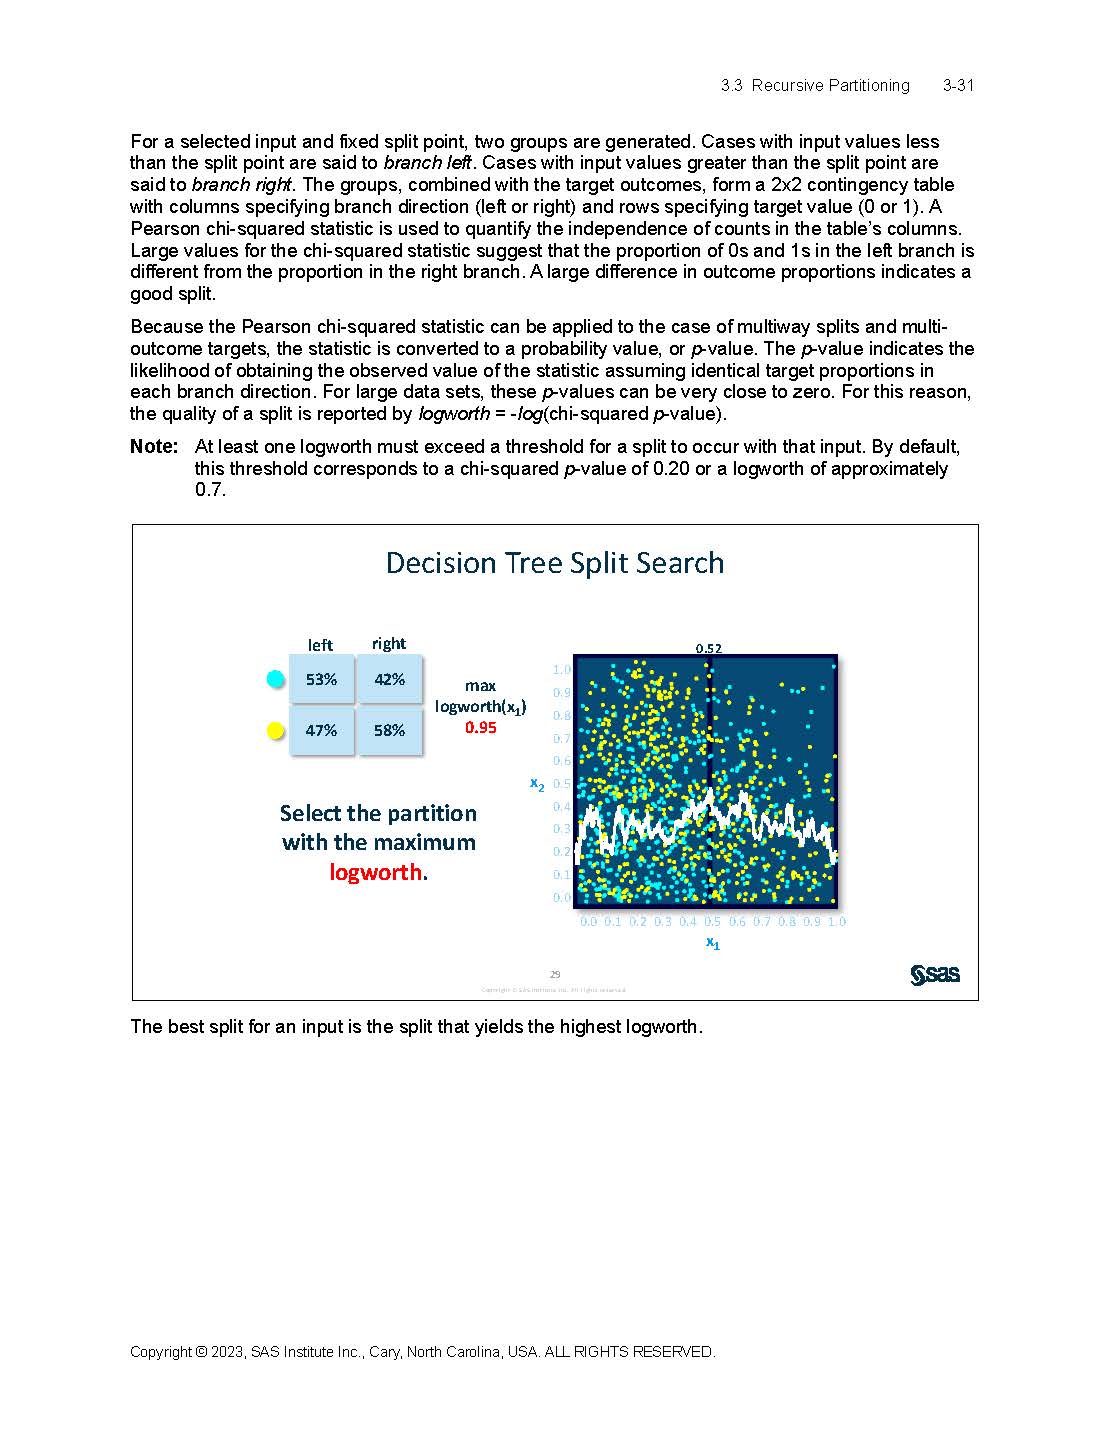 3.3 Recursive Partitioning 3-31
For a selected input and fixed split point, two groups are generated. Cases with input values less
than the split point are said to branch left. Cases with input values greater than the split point are
said to branch right. The groups, combined with the target outcomes, form a 2x2 contingency table
with columns specifying branch direction (left or right) and rows specifying target value (0 or 1). A
Pearson chi-squared statistic is used to quantify the independence of counts in the table's columns.
Large values for the chi-squared statistic suggest that the proportion of 0s and 1s in the left branch is
different from the proportion in the right branch. A large difference in outcome proportions indicates a
good split.
Because the Pearson chi-squared statistic can be applied to the case of multiway splits and multi-
outcome targets, the statistic is converted to a probability value, or p-value. The p-value indicates the
likelihood of obtaining the observed value of the statistic assuming identical target proportions in
each branch direction. For large data sets, these p-values can be very close to zero. For this reason,
the quality of a split is reported by logworth = -log(chi-squared p-value).
Note: At least one logworth must exceed a threshold for a split to occur with that input. By default,
this threshold corresponds to a chi-squared p-value of 0.20 or a logworth of approximately
0.7.
Decision Tree Split Search
left right
53% 42%
47% 58%
max
logworth(x1)
0.95
Select the partition
with the maximum
logworth.
0.52
1.0
0.9
0.8
0.7
0.6
x2 0.5
0.4
0.3
0.2
0.1
0.0
0.0 0.1 0.2 0.3 0.4 0.5 0.6 0.7 0.8 0.9 1.0
x1
29
Copyright © SAS Institute Inc. All rights reserved.
sas
The best split for an input is the split that yields the highest logworth.
Copyright © 2023, SAS Institute Inc., Cary, North Carolina, USA. ALL RIGHTS RESERVED.